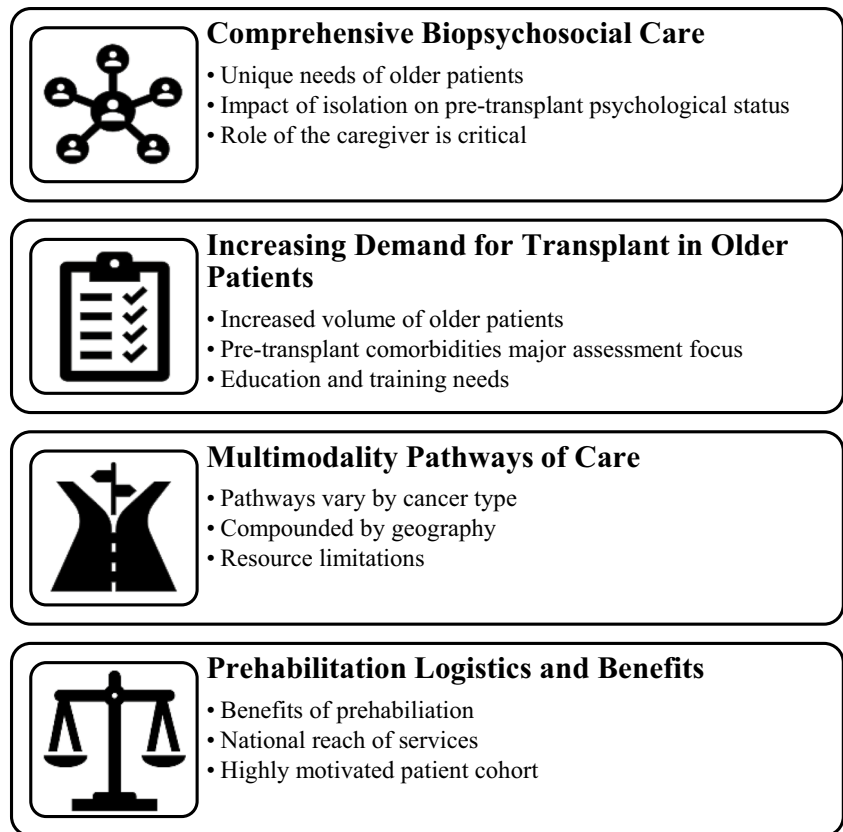 Comprehensive Biopsychosocial Care
• Unique needs of older patients
• Impact of isolation on pre-transplant psychological status
• Role of the caregiver is critical
Increasing Demand for Transplant in Older
Patients
• Increased volume of older patients
• Pre-transplant comorbidities major assessment focus
• Education and training needs
Multimodality Pathways of Care
• Pathways vary by cancer type
• Compounded by geography
• Resource limitations
Prehabilitation Logistics and Benefits
• Benefits of prehabiliation
• National reach of services
• Highly motivated patient cohort